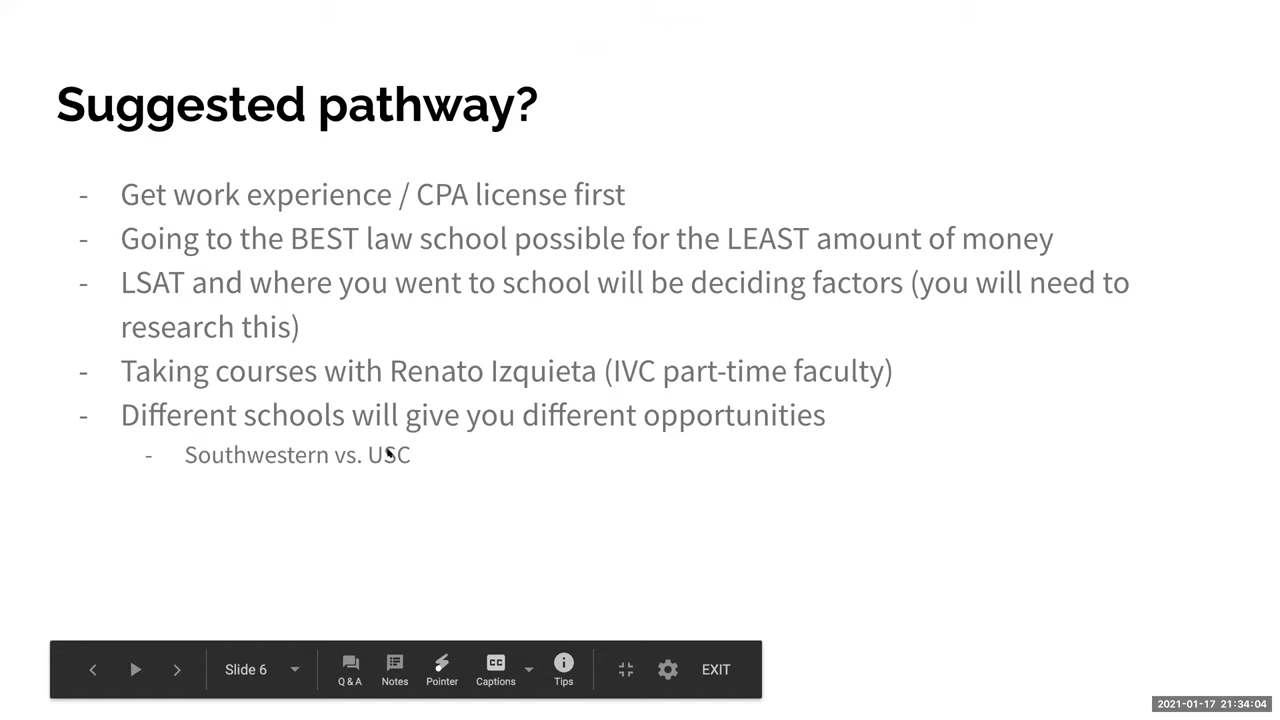 Suggested pathway?
- Get work experience / CPA license first
- Going to the BEST law school possible for the LEAST amount of money
- LSAT and where you went to school will be deciding factors (you will need to
research this)
- Taking courses with Renato Izquieta (IVC part-time faculty)
- Different schools will give you different opportunities
- Southwestern vs. USC
Slide 6
Q & A
Notes
Pointer
CC
Captions
Tips
EXIT
2021-01-17 21:34:04